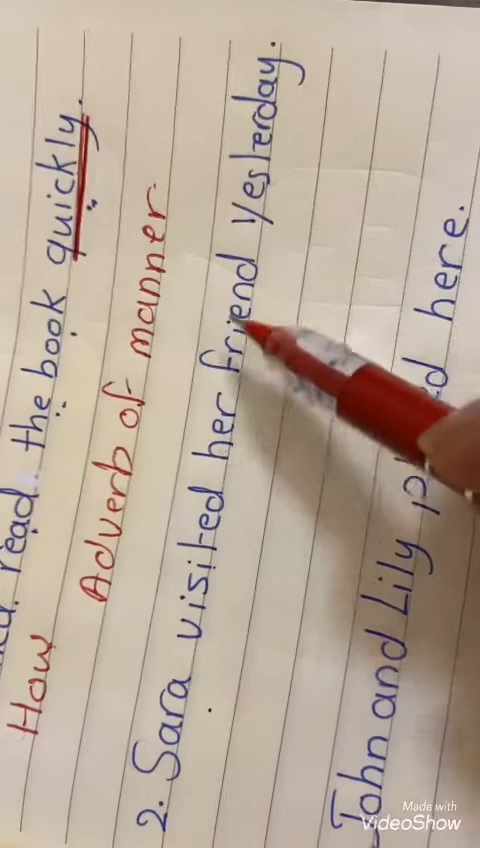 read the book quickly.
How
Adverb of manner
2. Sara visited her friend yesterday.
John and Lily here.
Made with
VideoShow